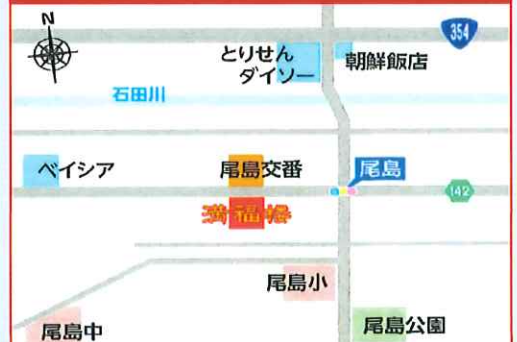 N
354
とりせん
ダイソー
朝鮮飯店
石田川
ベイシア
尾島交番
尾島
142
満福楼
尾島小
尾島中
尾島公園